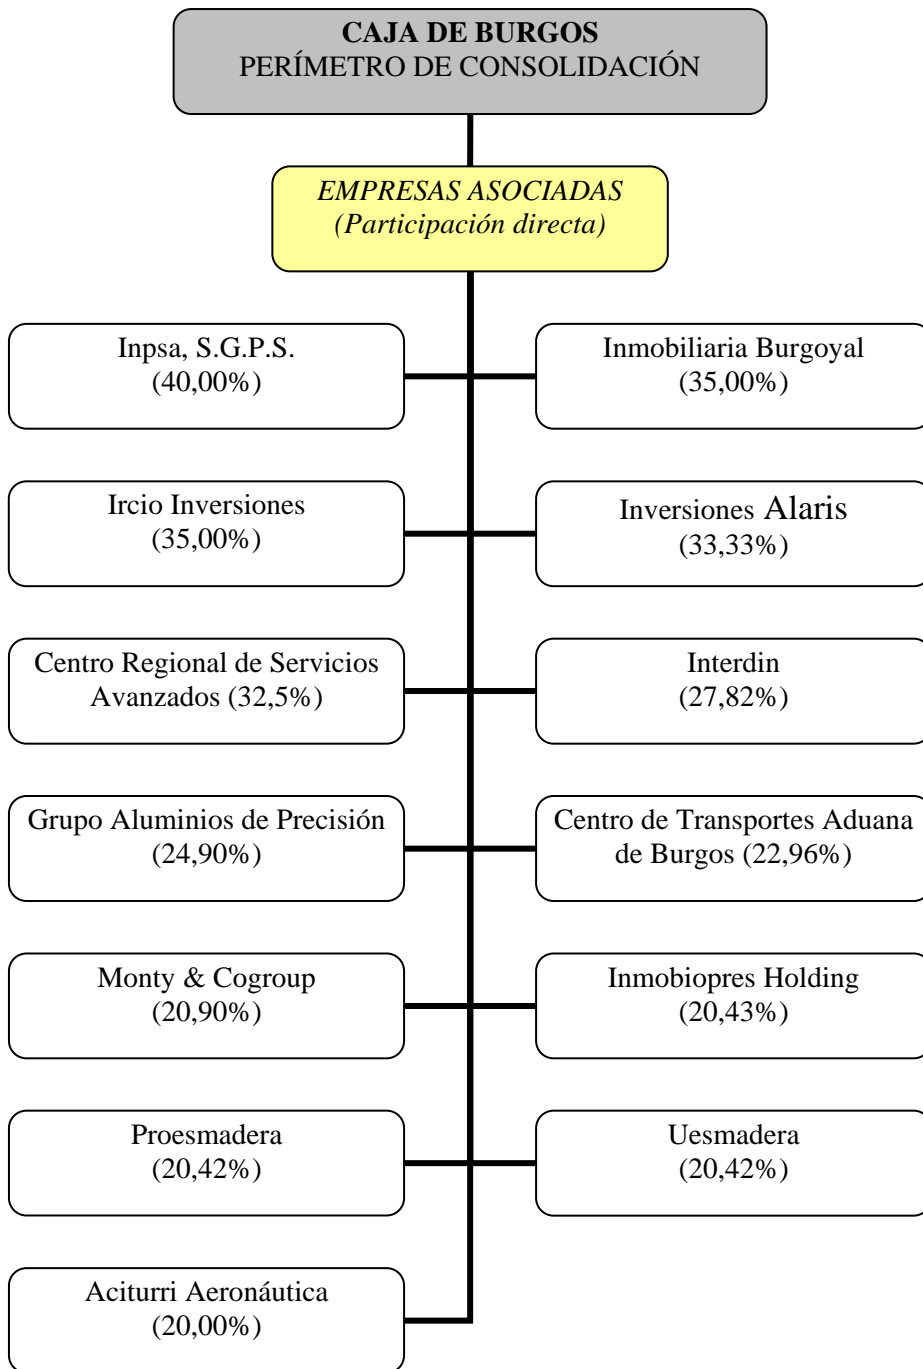 CAJA DE BURGOS
PERÍMETRO DE CONSOLIDACIÓN
EMPRESAS ASOCIADAS
(Participación directa)
Inpsa, S.G.P.S.
(40,00%)
Inmobiliaria Burgoyal
(35,00%)
Ircio Inversiones
(35,00%)
Inversiones Alaris
(33,33%)
Centro Regional de Servicios
Avanzados (32,5%)
Interdin
(27,82%)
Grupo Aluminios de Precisión
(24,90%)
Centro de Transportes Aduana
de Burgos (22,96%)
Monty & Cogroup
(20,90%)
Inmobiopres Holding
(20,43%)
Proesmadera
(20,42%)
Uesmadera
(20,42%)
Aciturri Aeronáutica
(20,00%)